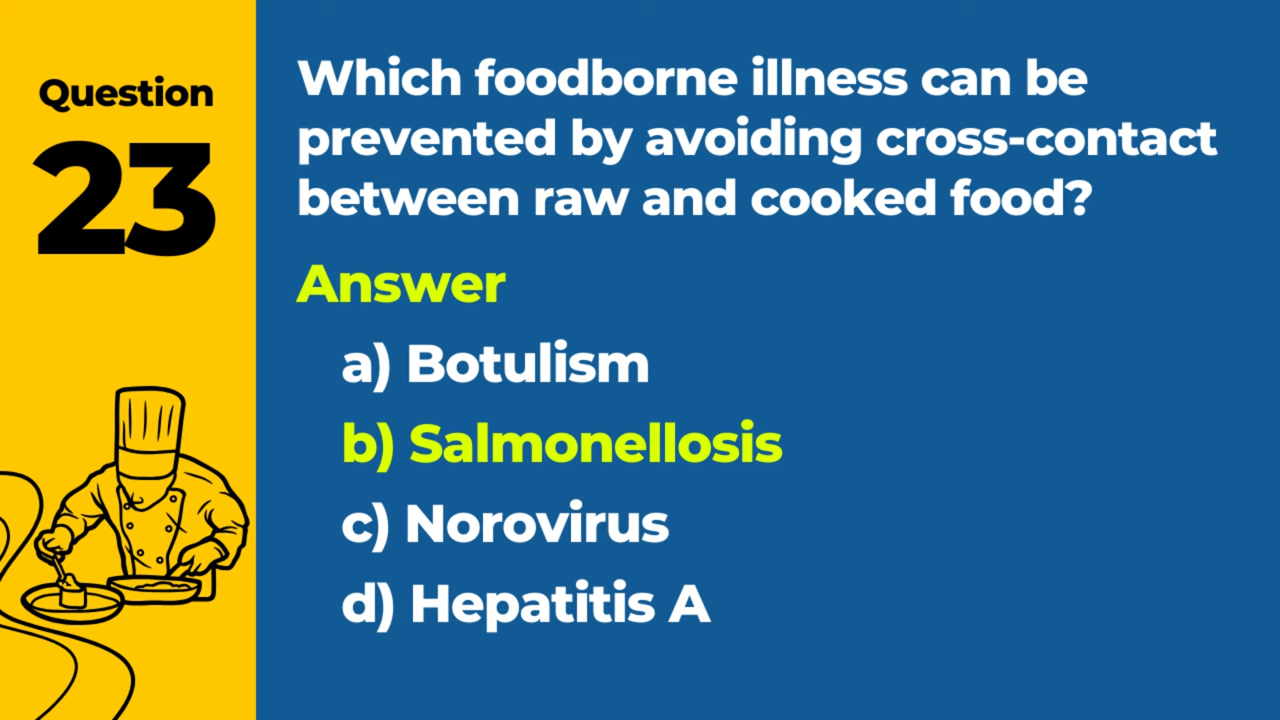 Question
23
Which foodborne illness can be
prevented by avoiding cross-contact
between raw and cooked food?
Answer
a) Botulism
b) Salmonellosis
c) Norovirus
d) Hepatitis A